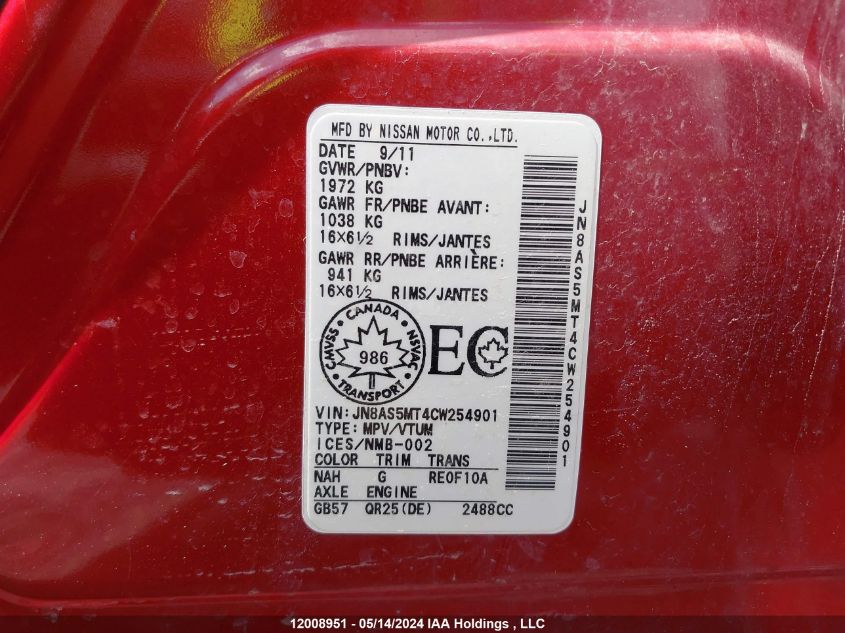 MFD BY NISSAN MOTOR CO.,LTD.
DATE 9/11
GVWR/PNBV:
1972 KG
GAWR FR/PNBE AVANT:
1038 KG
16X6½ RIMS/JANTES
GAWR RR/PNBE ARRIÈRE:
941 KG
16X6½ RIMS/JANTES
CANADA
CMVSS • NSVAC
986
TRANSPORT
EC
VIN:JN8AS5MT4CW254901
TYPE: MPV/VTUM
ICES/NMB-002
COLOR TRIM TRANS
NAH G RE0F10A
AXLE ENGINE
GB57 QR25(DE) 2488CC
JN8AS5MT4CW254901
12008951 - 05/14/2024 IAA Holdings , LLC